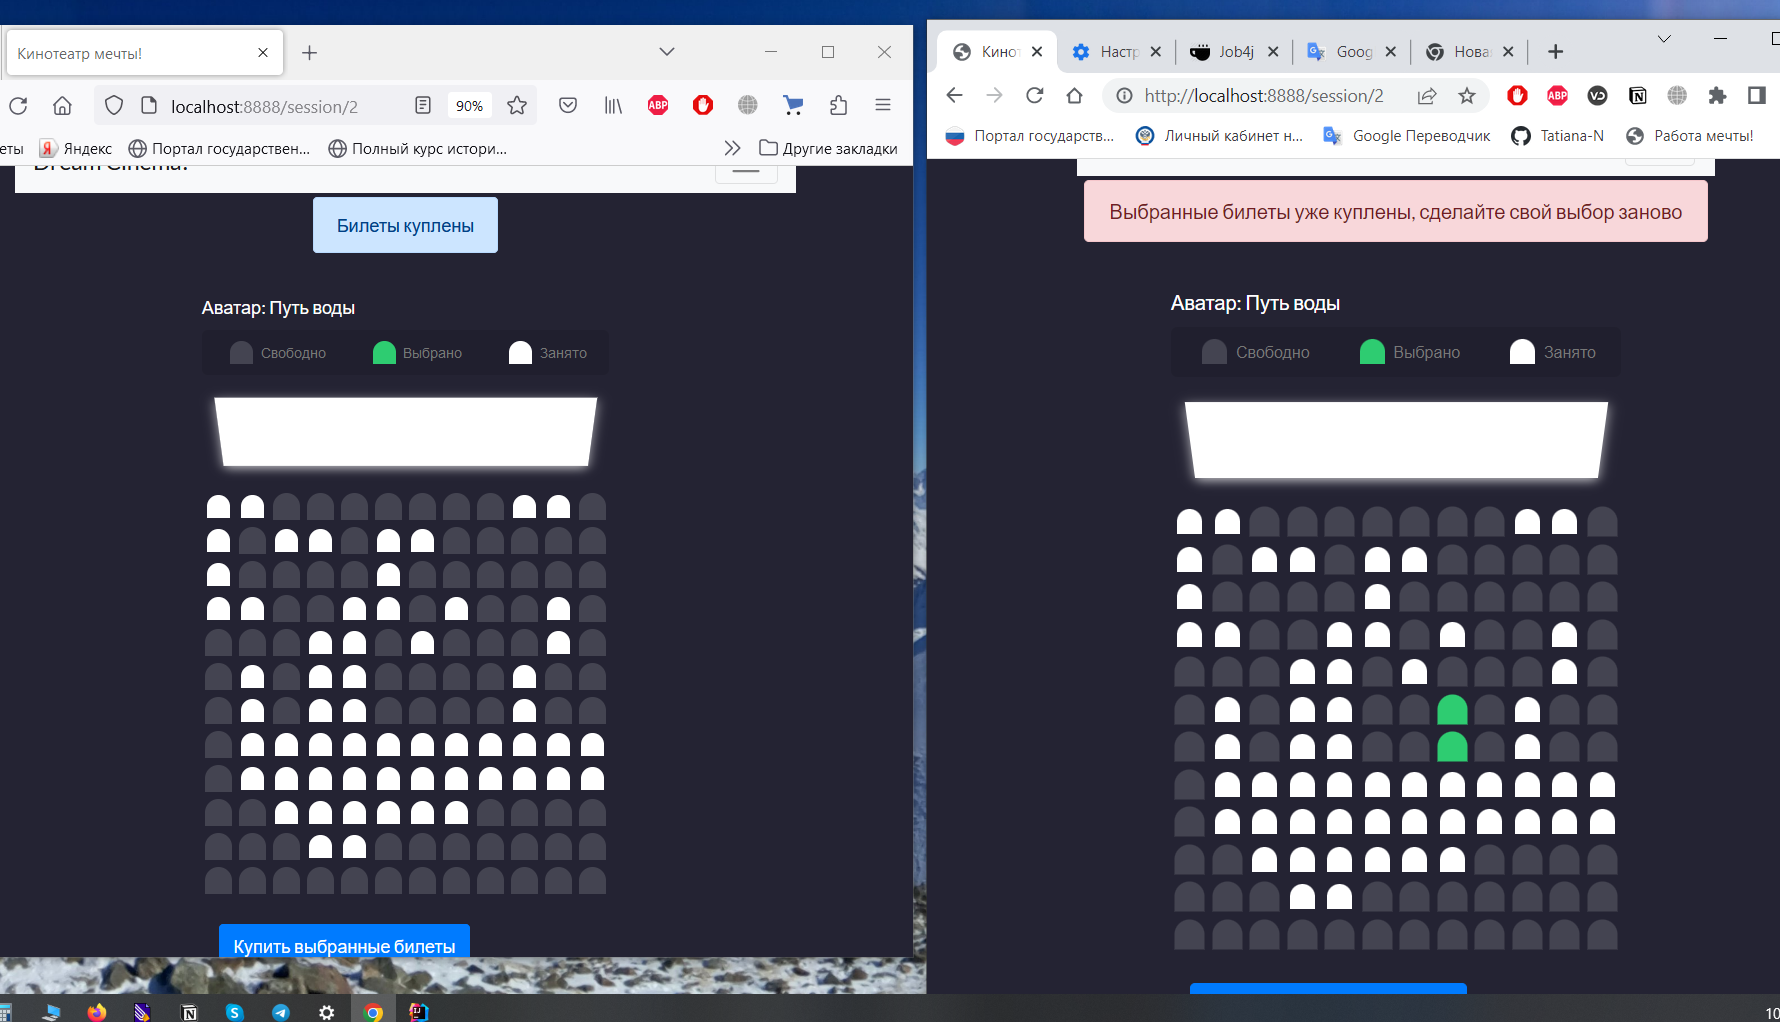 Кинотеатр мечты!
localhost:8888/session/2
90%
ABP
еты
Яндекс
Портал государствен...
Полный курс истори...
Другие закладки
Dream Cinema!
Билеты куплены
Аватар: Путь воды
Свободно
Выбрано
Занято
Купить выбранные билеты
Кинот
Настр
Job4j
Goog
Нова
http://localhost:8888/session/2
ABP
Портал государств...
Личный кабинет н...
Google Переводчик
Tatiana-N
Работа мечты!
Выбранные билеты уже куплены, сделайте свой выбор заново
Аватар: Путь воды
Свободно
Выбрано
Занято
10